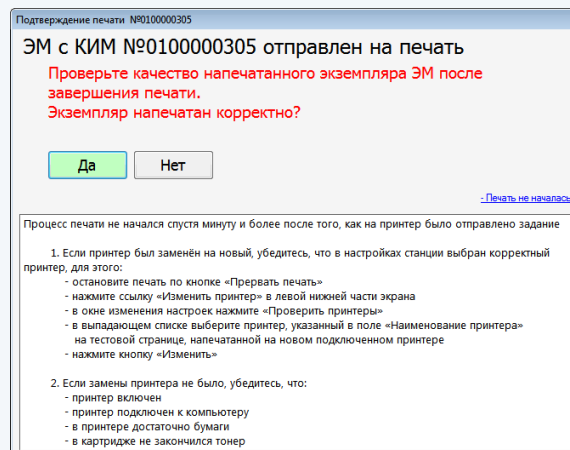 Подтверждение печати №0100000305
ЭМ с КИМ №0100000305 отправлен на печать
Проверьте качество напечатанного экземпляра ЭМ после
завершения печати.
Экземпляр напечатан корректно?
Да Нет
- Печать не началась
Процесс печати не начался спустя минуту и более после того, как на принтер было отправлено задание
1. Если принтер был заменён на новый, убедитесь, что в настройках станции выбран корректный
принтер, для этого:
- остановите печать по кнопке «Прервать печать»
- нажмите ссылку «Изменить принтер» в левой нижней части экрана
- в окне изменения настроек нажмите «Проверить принтеры»
- в выпадающем списке выберите принтер, указанный в поле «Наименование принтера»
на тестовой странице, напечатанной на новом подключенном принтере
- нажмите кнопку «Изменить»
2. Если замены принтера не было, убедитесь, что:
- принтер включен
- принтер подключен к компьютеру
- в принтере достаточно бумаги
- в картридже не закончился тонер